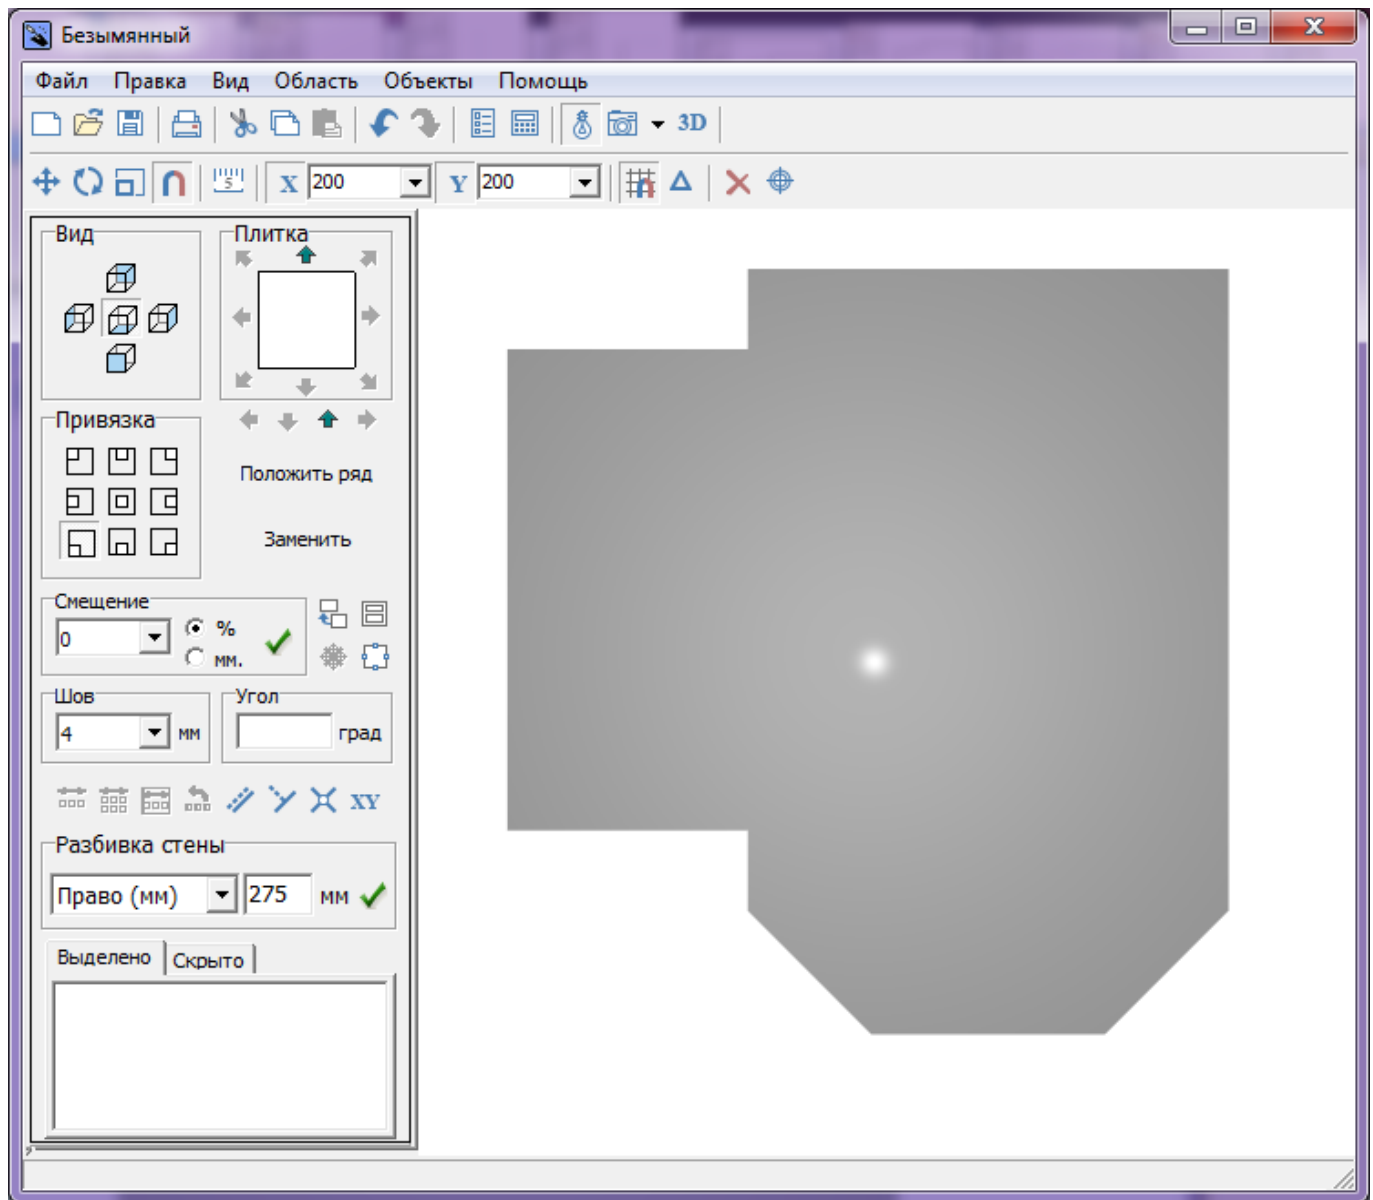 Безымянный
Файл Правка Вид Область Объекты Помощь
3D
5 X 200 Y 200
Вид Плитка
Привязка
Положить ряд
Заменить
Смещение
0 %
мм.
Шов Угол
4 мм град
XY
Разбивка стены
Право (мм) 275 мм
Выделено Скрыто